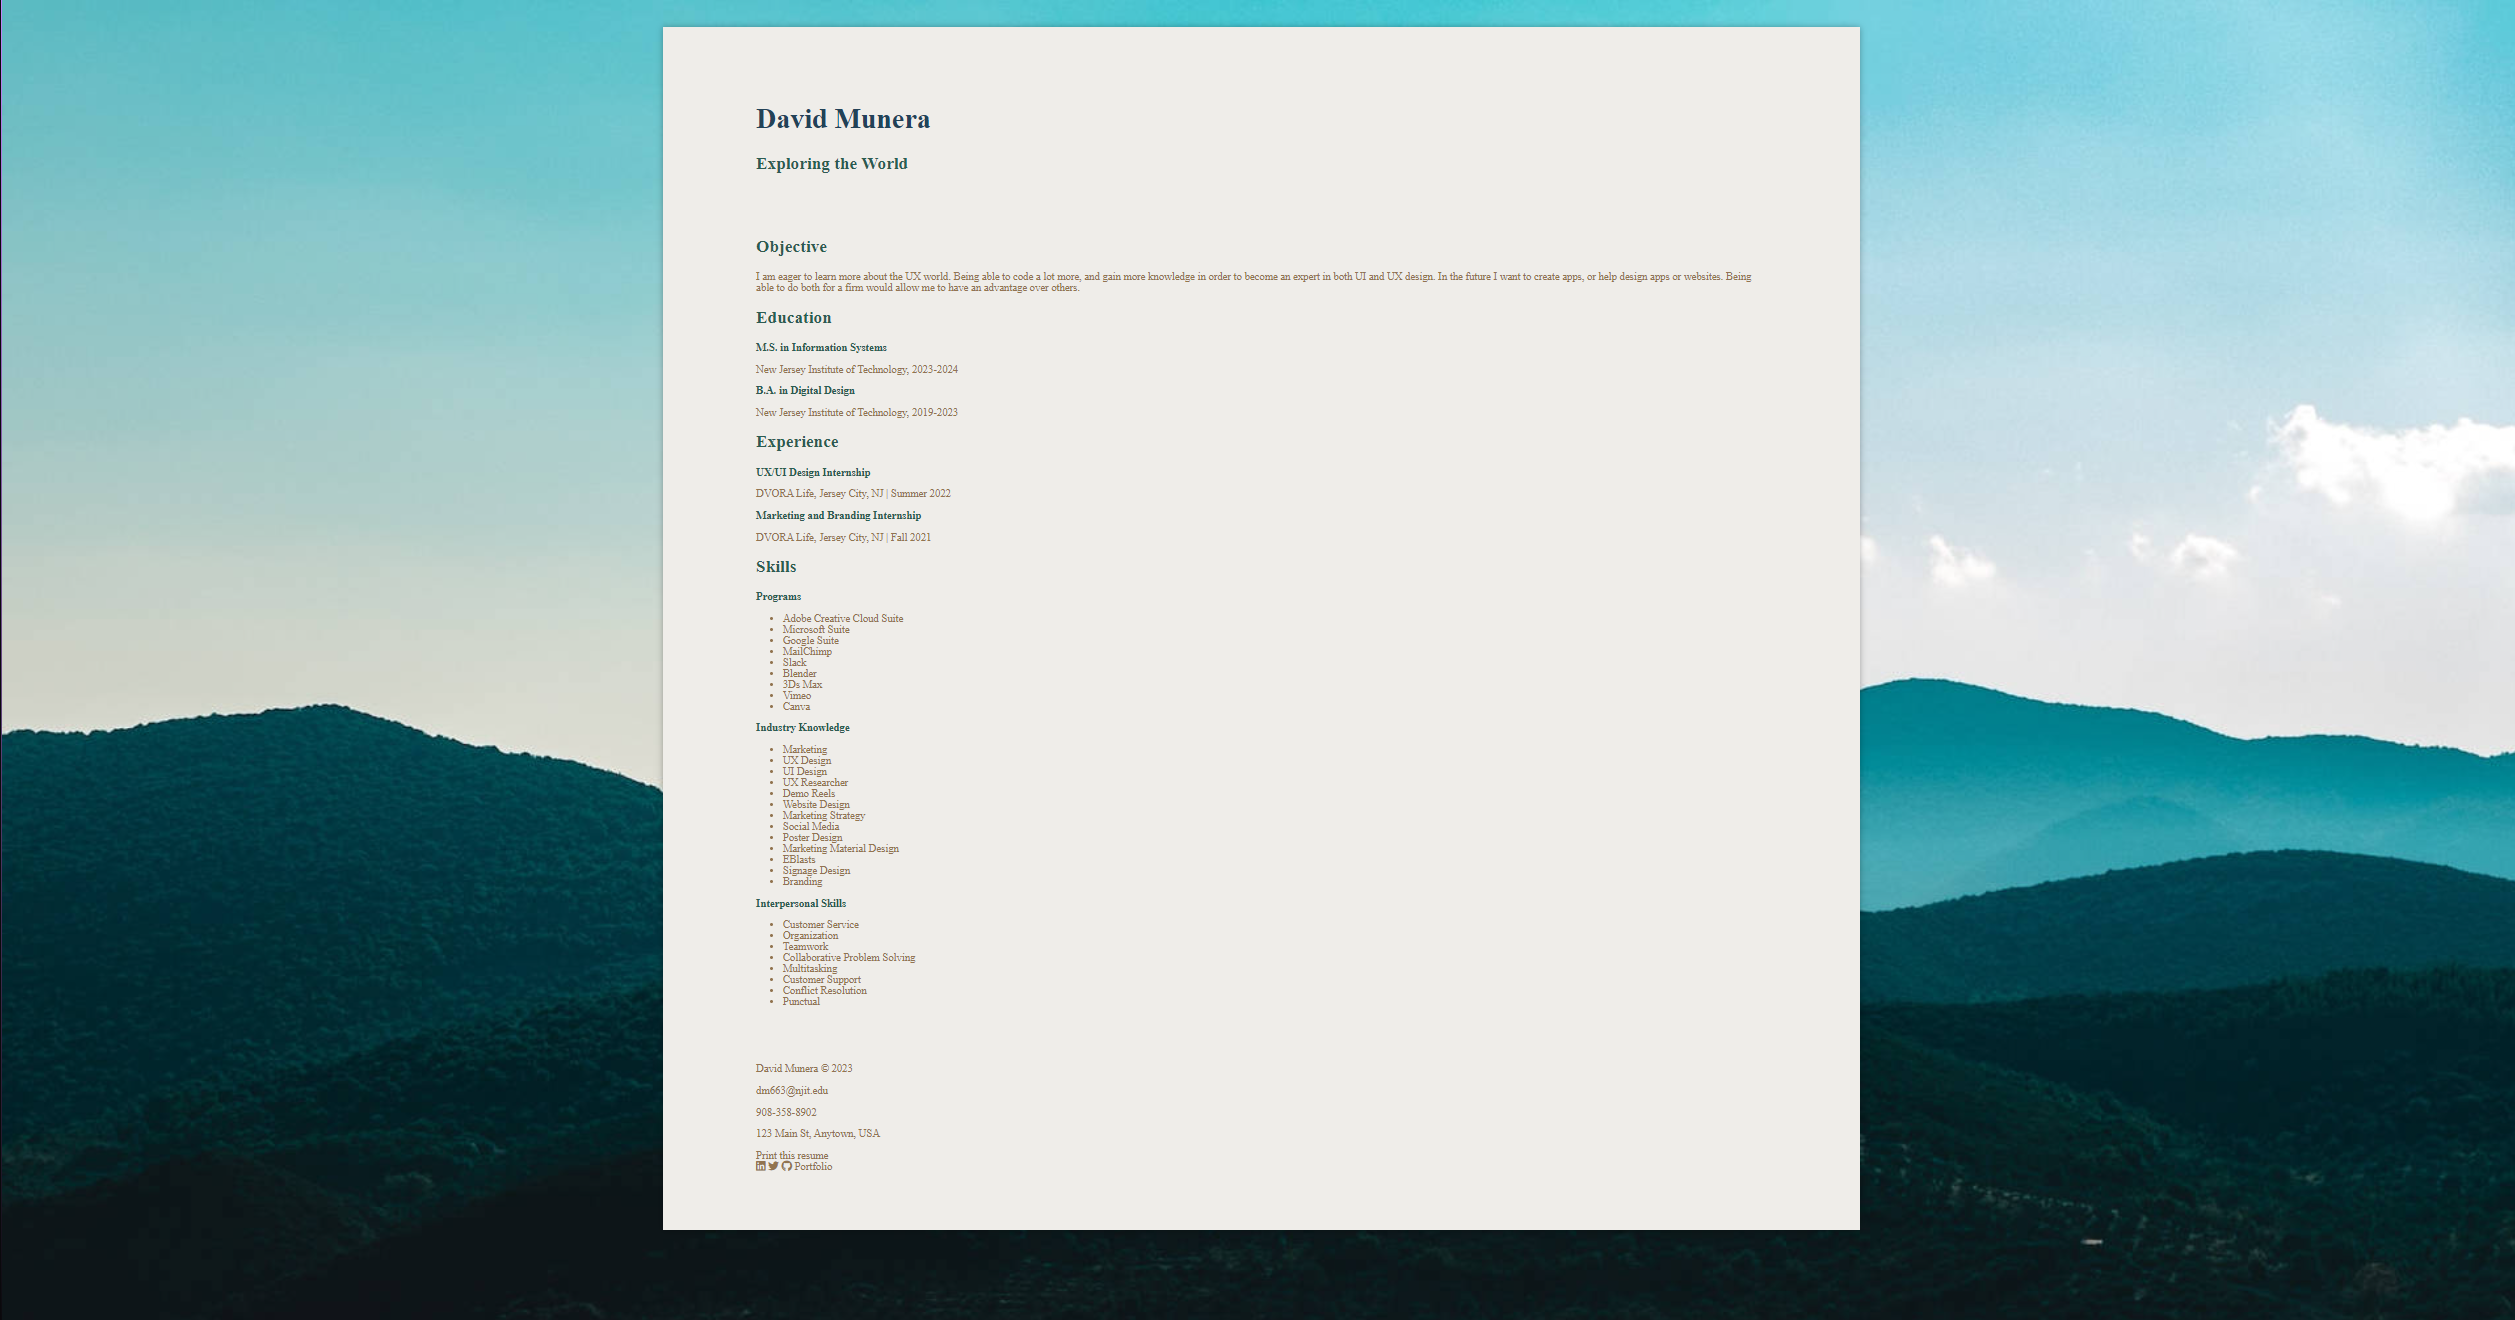 David Munera
Exploring the World
Objective
I am eager to learn more about the UX world. Being able to code a lot more, and gain more knowledge in order to become an expert in both UI and UX design. In the future I want to create apps, or help design apps or websites. Being
able to do both for a firm would allow me to have an advantage over others.
Education
M.S. in Information Systems
New Jersey Institute of Technology, 2023-2024
B.A. in Digital Design
New Jersey Institute of Technology, 2019-2023
Experience
UX/UI Design Internship
DVORA Life, Jersey City, NJ | Summer 2022
Marketing and Branding Internship
DVORA Life, Jersey City, NJ | Fall 2021
Skills
Programs
• Adobe Creative Cloud Suite
• Microsoft Suite
• Google Suite
• MailChimp
• Slack
• Blender
• 3Ds Max
• Vimeo
• Canva
Industry Knowledge
• Marketing
• UX Design
• UI Design
• UX Researcher
• Demo Reels
• Website Design
• Marketing Strategy
• Social Media
• Poster Design
• Marketing Material Design
• EBlasts
• Signage Design
• Branding
Interpersonal Skills
• Customer Service
• Organization
• Teamwork
• Collaborative Problem Solving
• Multitasking
• Customer Support
• Conflict Resolution
• Punctual
David Munera © 2023
dm663@njit.edu
908-358-8902
123 Main St, Anytown, USA
Print this resume
Portfolio